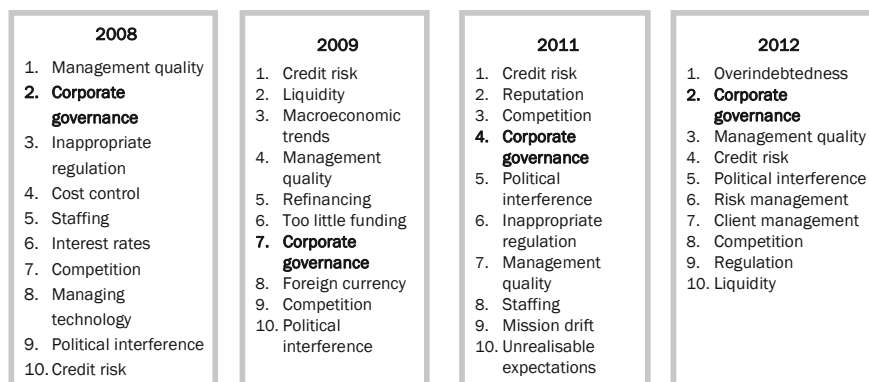 2008
1. Management quality
2. Corporate
governance
3. Inappropriate
regulation
4. Cost control
5. Staffing
6. Interest rates
7. Competition
8. Managing
technology
9. Political interference
10. Credit risk
2009
1. Credit risk
2. Liquidity
3. Macroeconomic
trends
4. Management
quality
5. Refinancing
6. Too little funding
7. Corporate
governance
8. Foreign currency
9. Competition
10. Political
interference
2011
1. Credit risk
2. Reputation
3. Competition
4. Corporate
governance
5. Political
interference
6. Inappropriate
regulation
7. Management
quality
8. Staffing
9. Mission drift
10. Unrealisable
expectations
2012
1. Overindebtedness
2. Corporate
governance
3. Management quality
4. Credit risk
5. Political interference
6. Risk management
7. Client management
8. Competition
9. Regulation
10. Liquidity